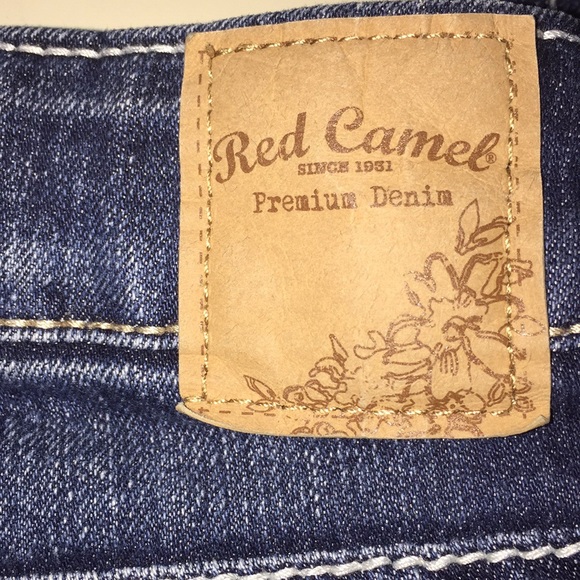 Red Camel®
SINCE 1931
Premium Denim